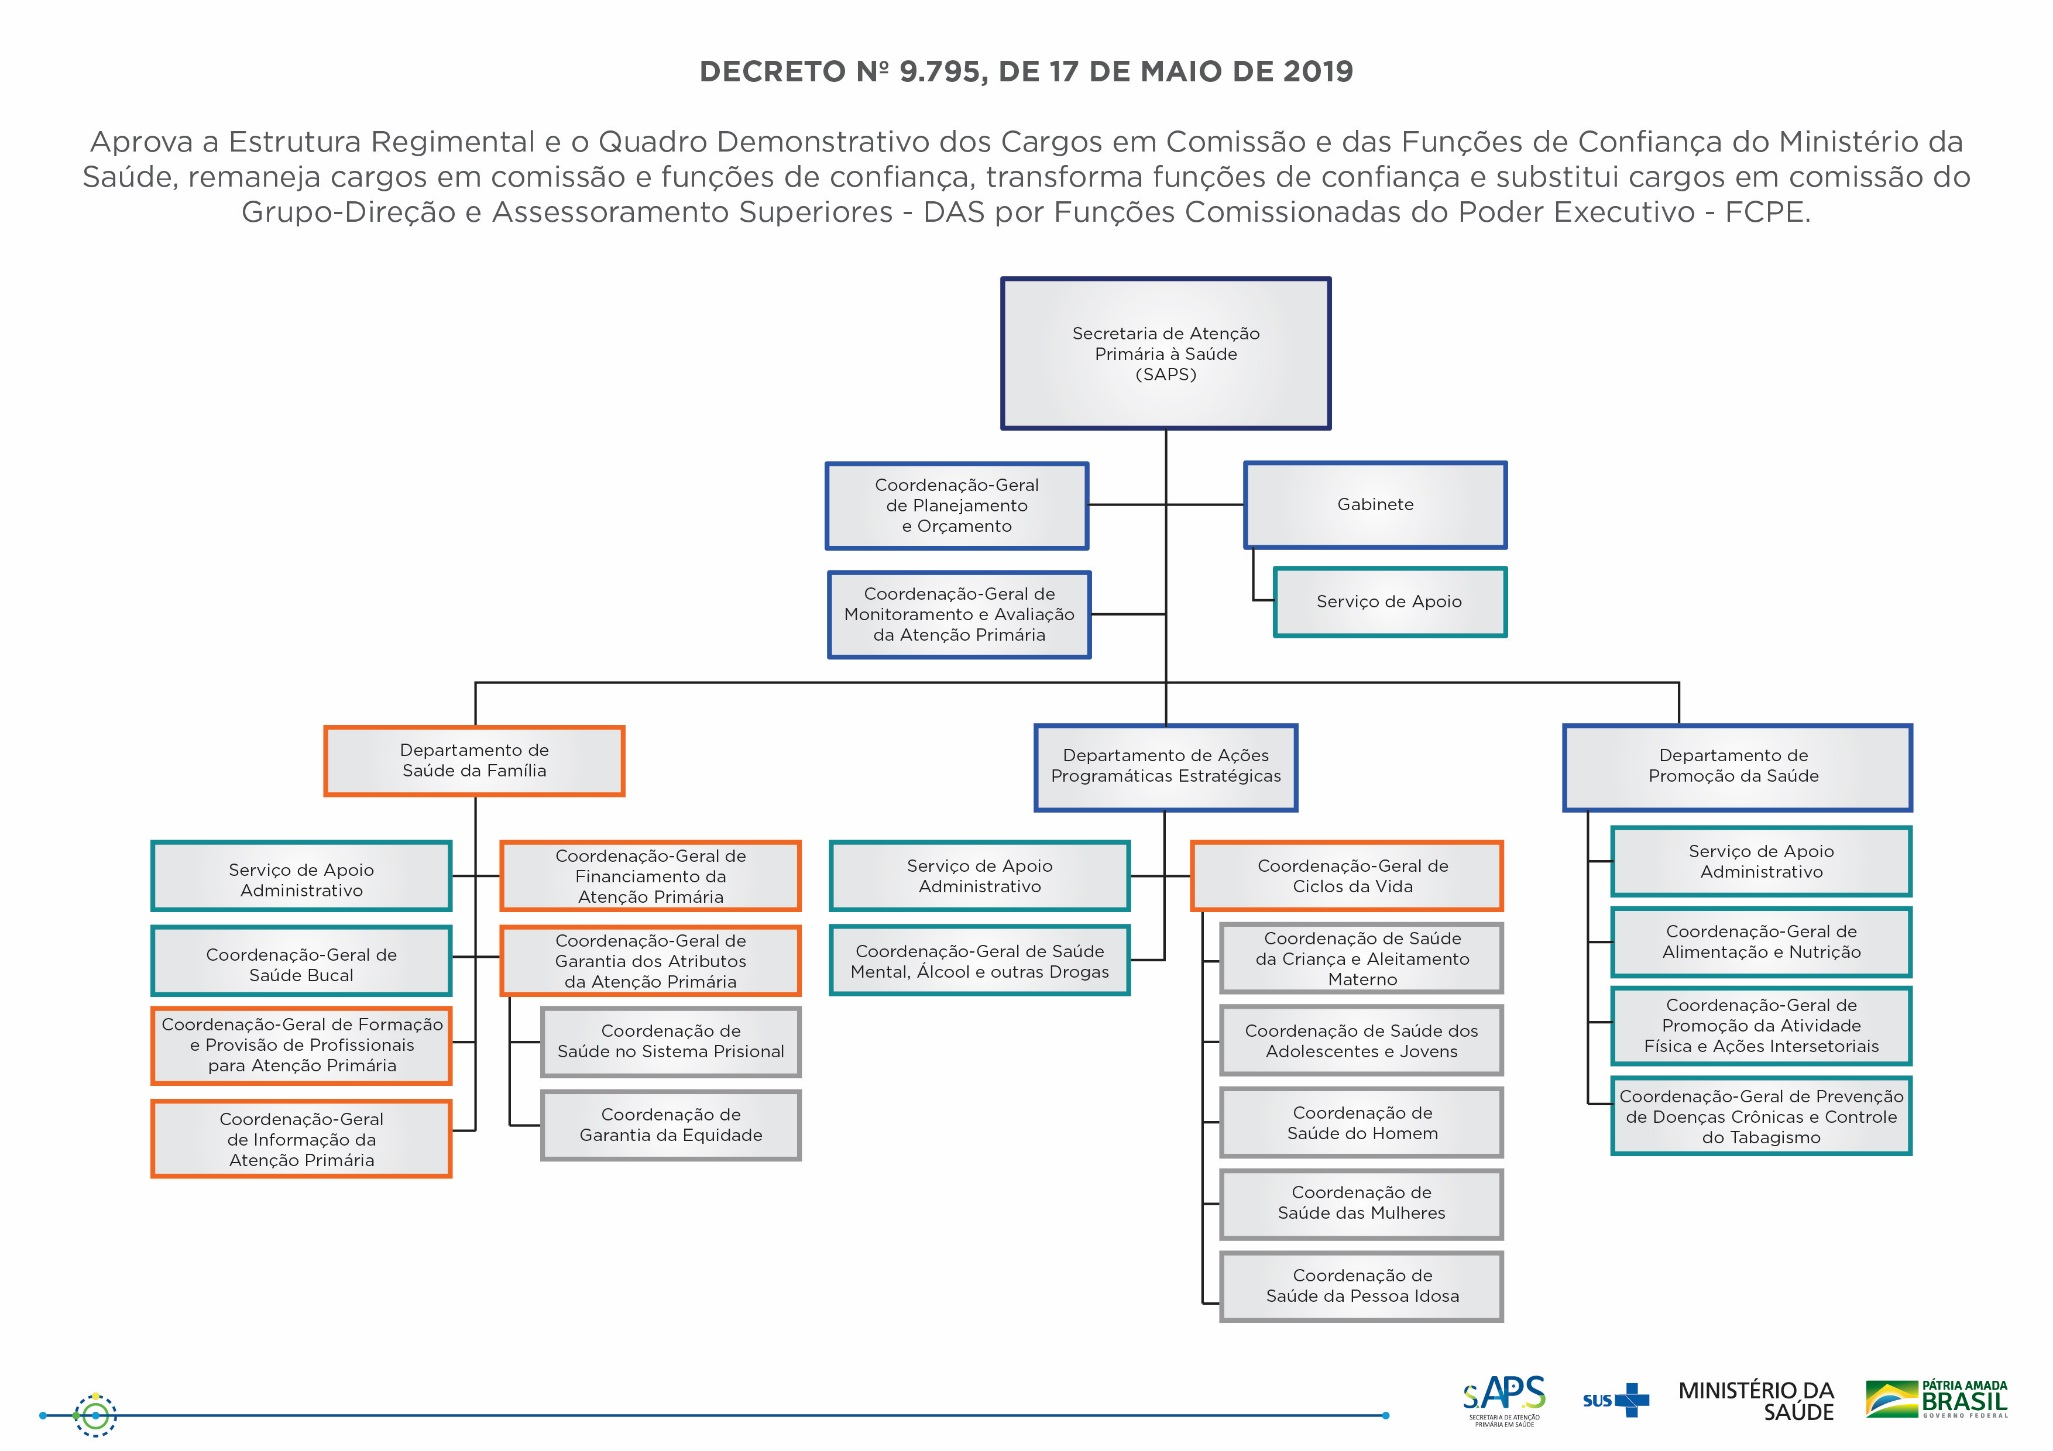 DECRETO Nº 9.795, DE 17 DE MAIO DE 2019
Aprova a Estrutura Regimental e o Quadro Demonstrativo dos Cargos em Comissão e das Funções de Confiança do Ministério da
Saúde, remaneja cargos em comissão e funções de confiança, transforma funções de confiança e substitui cargos em comissão do
Grupo-Direção e Assessoramento Superiores - DAS por Funções Comissionadas do Poder Executivo - FCPE.
Secretaria de Atenção
Primária à Saúde
(SAPS)
Coordenação-Geral
de Planejamento
e Orçamento
Gabinete
Coordenação-Geral de
Monitoramento e Avaliação
da Atenção Primária
Serviço de Apoio
Departamento de
Saúde da Família
Serviço de Apoio
Administrativo
Coordenação-Geral de
Financiamento da
Atenção Primária
Coordenação-Geral de
Saúde Bucal
Coordenação-Geral de
Garantia dos Atributos
da Atenção Primária
Coordenação-Geral de Formação
e Provisão de Profissionais
para Atenção Primária
Coordenação de
Saúde no Sistema Prisional
Coordenação-Geral
de Informação da
Atenção Primária
Coordenação de
Garantia da Equidade
Departamento de Ações
Programáticas Estratégicas
Serviço de Apoio
Administrativo
Coordenação-Geral de
Ciclos da Vida
Coordenação-Geral de Saúde
Mental, Álcool e outras Drogas
Coordenação de Saúde
da Criança e Aleitamento
Materno
Coordenação de Saúde dos
Adolescentes e Jovens
Coordenação de
Saúde do Homem
Coordenação de
Saúde das Mulheres
Coordenação de
Saúde da Pessoa Idosa
Departamento de
Promoção da Saúde
Serviço de Apoio
Administrativo
Coordenação-Geral de
Alimentação e Nutrição
Coordenação-Geral de
Promoção da Atividade
Física e Ações Intersetoriais
Coordenação-Geral de Prevenção
de Doenças Crônicas e Controle
do Tabagismo
SAPS
SECRETARIA DE ATENÇÃO
PRIMÁRIA EM SAÚDE
SUS
MINISTÉRIO DA
SAÚDE
PÁTRIA AMADA
BRASIL
GOVERNO FEDERAL